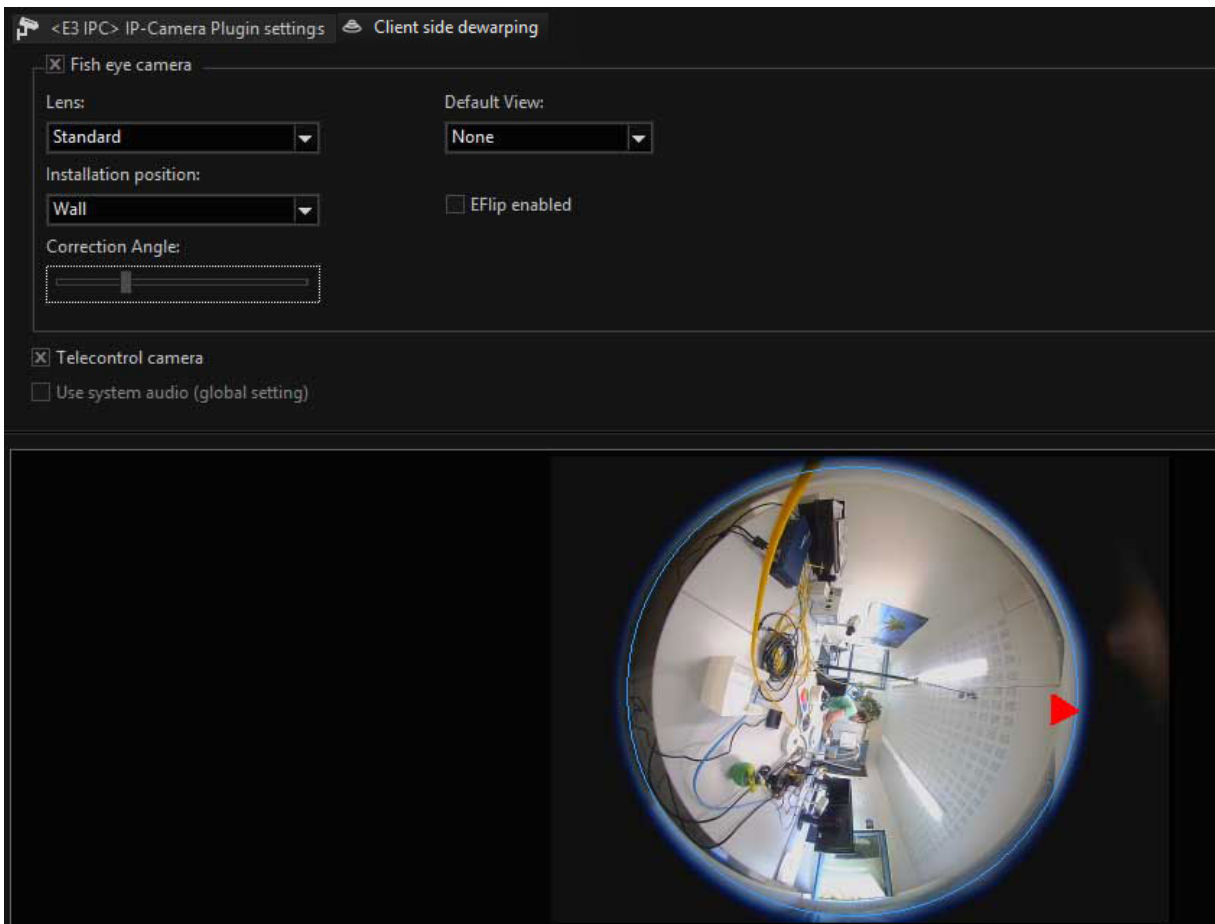 <E3 IPC> IP-Camera Plugin settings
Client side dewarping
Fish eye camera
Lens:
Default View:
Standard
None
Installation position:
Wall
EFlip enabled
Correction Angle:
Telecontrol camera
Use system audio (global setting)